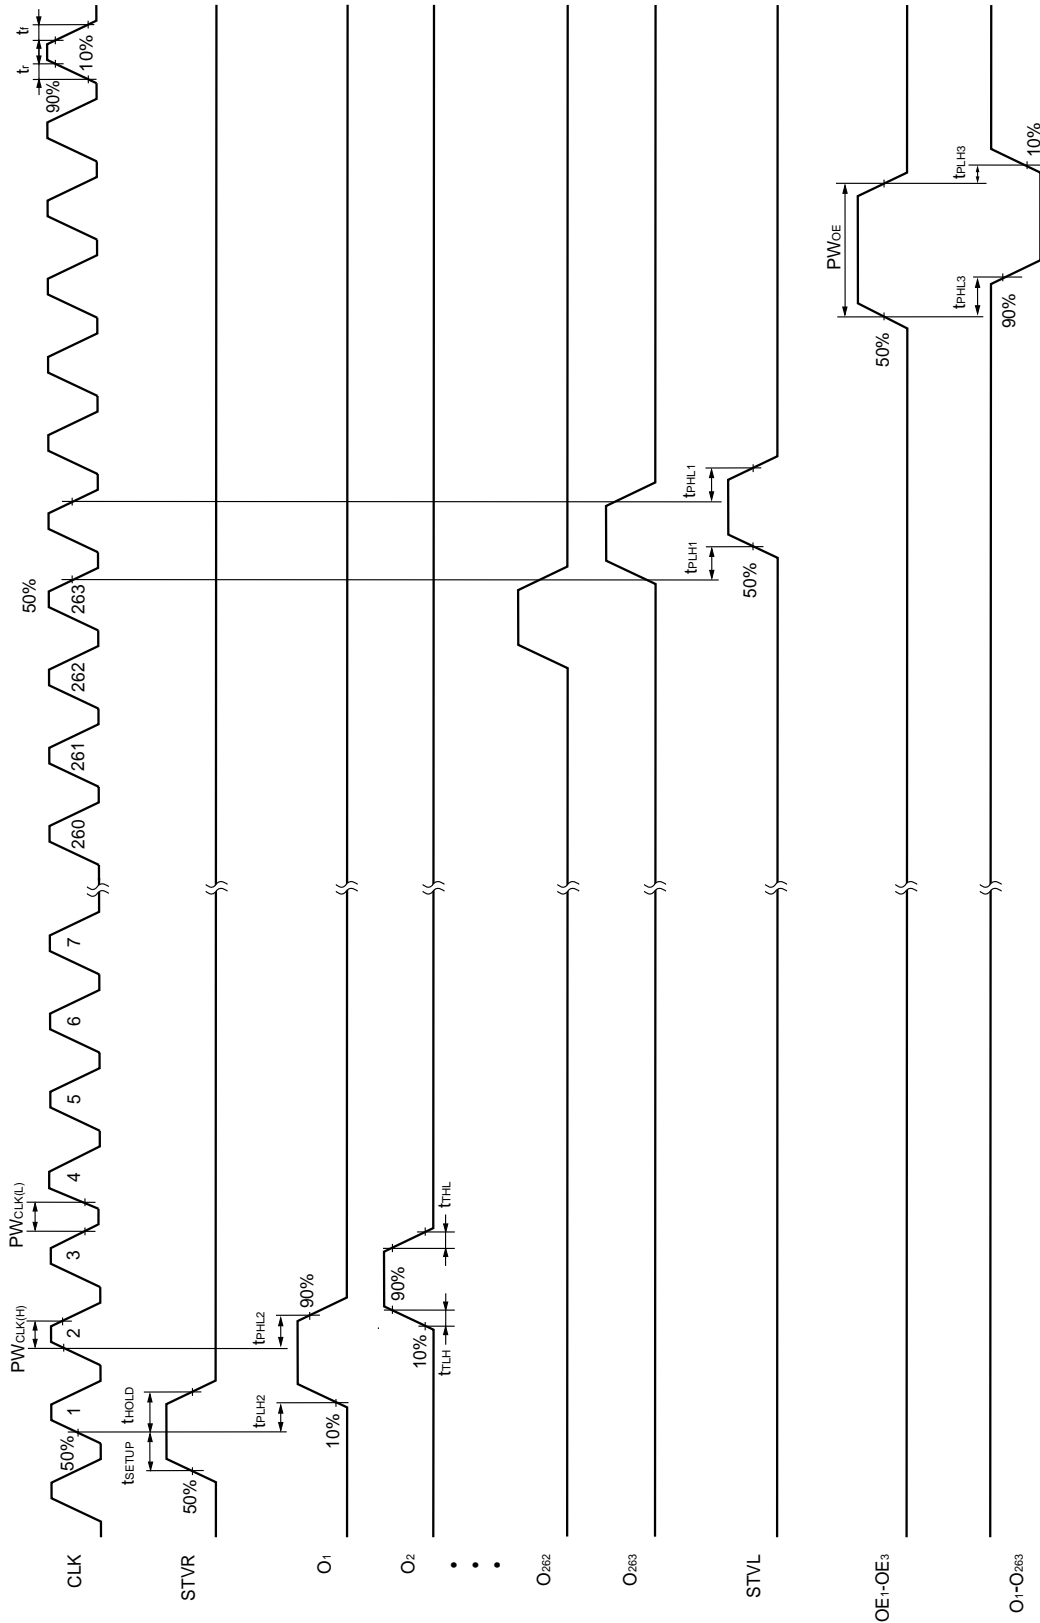 CLK
50%
1
2
3
4
5
6
7
260
261
262
263
50%
PWCLK(H)
PWCLK(L)
tr
tf
90%
10%
STVR
50%
tSETUP
tHOLD
O1
10%
tPLH2
tPHL2
90%
O2
10%
tTLH
90%
tTHL
O262
O263
STVL
50%
tPLH1
tPHL1
OE1-OE3
50%
PWOE
O1-O263
90%
tPHL3
tPLH3
10%